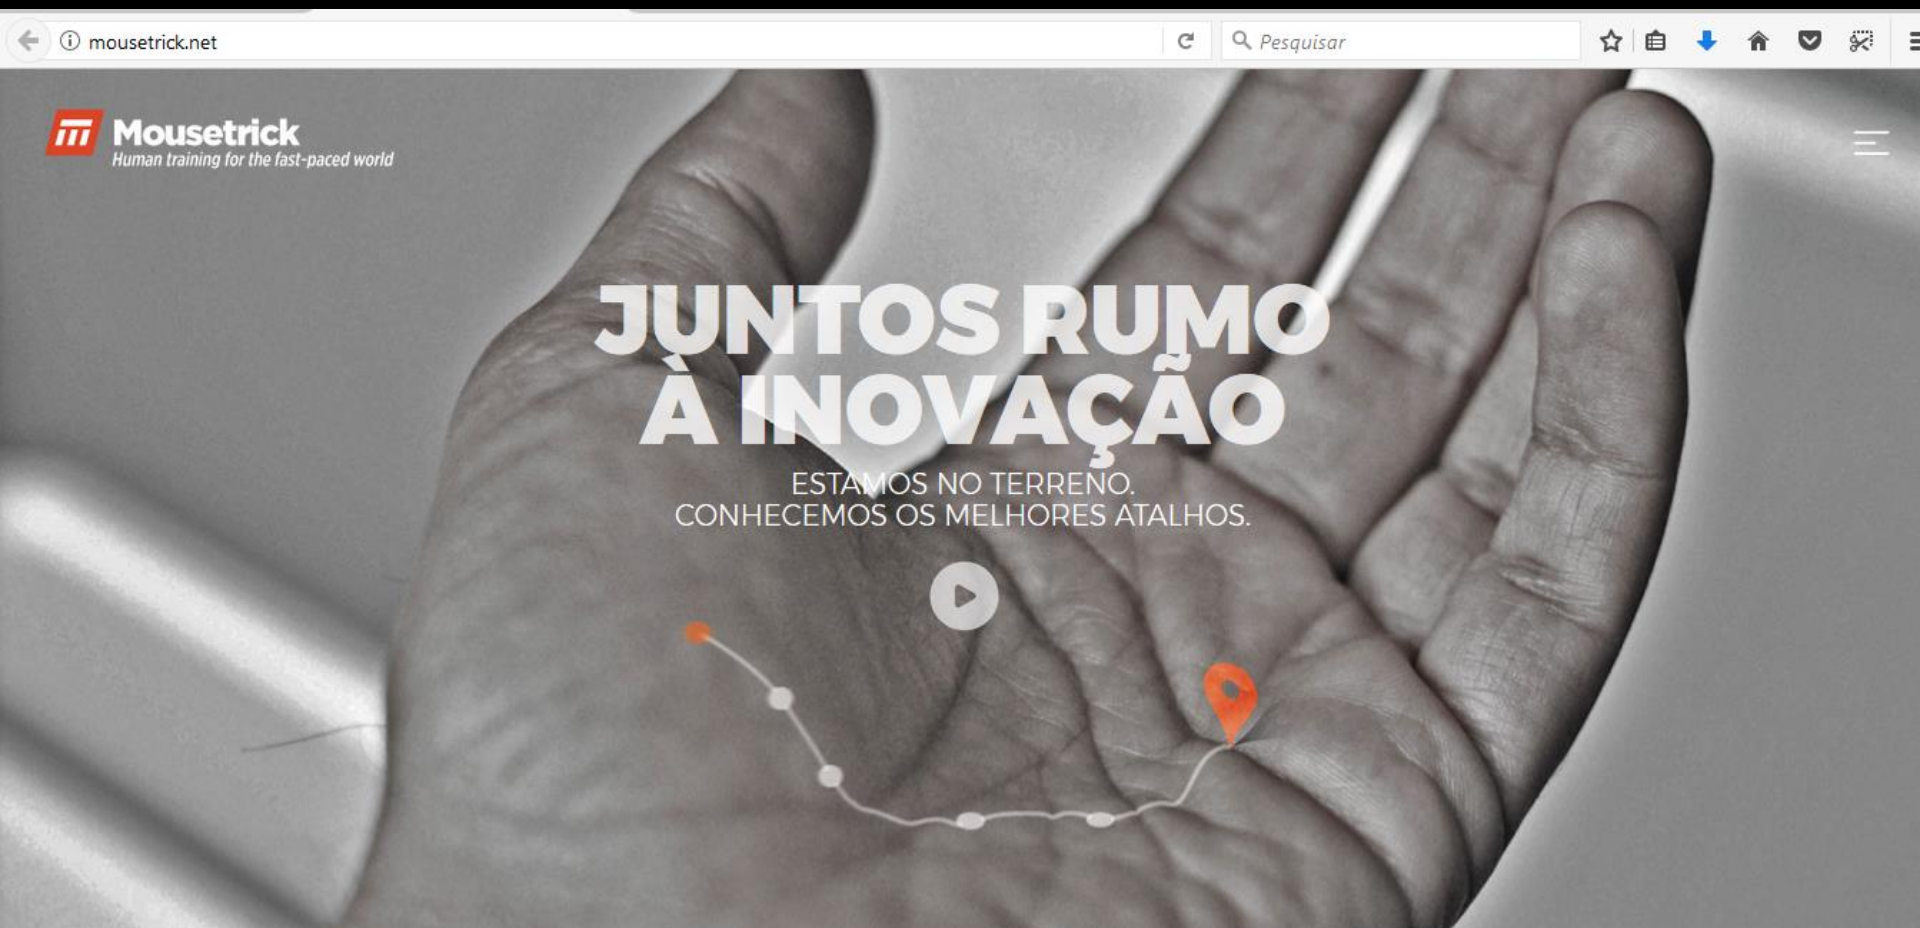 mousetrick.net
Pesquisar
Mousetrick
Human training for the fast-paced world
JUNTOS RUMO
À INOVAÇÃO
ESTAMOS NO TERRENO.
CONHECEMOS OS MELHORES ATALHOS.